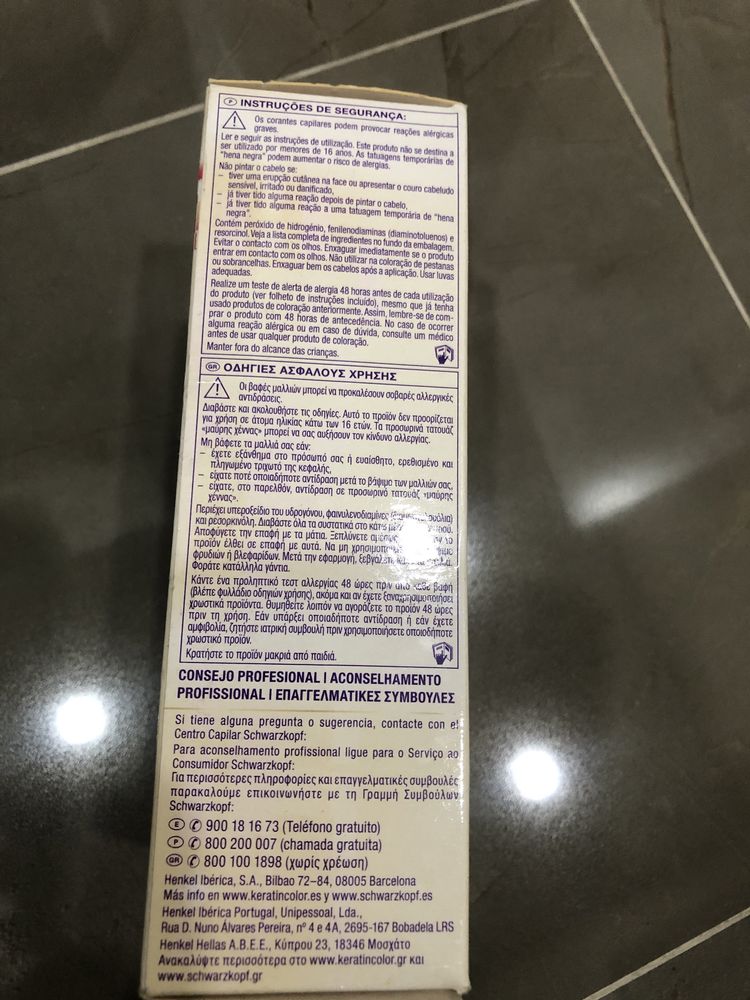 P INSTRUÇÕES DE SEGURANÇA:
Os corantes capilares podem provocar reações alérgicas
graves.
Ler e seguir as instruções de utilização. Este produto não se destina a
ser utilizado por menores de 16 anos. As tatuagens temporárias de
"hena negra" podem aumentar o risco de alergias.
Não pintar o cabelo se:
– tiver uma erupção cutânea na face ou apresentar o couro cabeludo
sensível, irritado ou danificado,
– já tiver tido alguma reação depois de pintar o cabelo,
– já tiver tido alguma reação a uma tatuagem temporária de "hena
negra".
Contém peróxido de hidrogénio, fenilenodiaminas (diaminotoluenos) e
resorcinol. Veja a lista completa de ingredientes no fundo da embalagem.
Evitar o contacto com os olhos. Enxaguar imediatamente se o produto
entrar em contacto com os olhos. Não utilizar na coloração de pestanas
ou sobrancelhas. Enxaguar bem os cabelos após a aplicação. Usar luvas
adequadas.
Realize um teste de alerta de alergia 48 horas antes de cada utilização
do produto (ver folheto de instruções incluído), mesmo que já tenha
usado produtos de coloração anteriormente. Assim, lembre-se de com-
prar o produto com 48 horas de antecedência. No caso de ocorrer
alguma reação alérgica ou em caso de dúvida, consulte um médico
antes de usar qualquer produto de coloração.
Manter fora do alcance das crianças.
GR ΟΔΗΓΙΕΣ ΑΣΦΑΛΟΥΣ ΧΡΗΣΗΣ
Οι βαφές μαλλιών μπορεί να προκαλέσουν σοβαρές αλλεργικές
αντιδράσεις.
Διαβάστε και ακολουθήστε τις οδηγίες. Αυτό το προϊόν δεν προορίζεται
για χρήση σε άτομα ηλικίας κάτω των 16 ετών. Τα προσωρινά τατουάζ
«μαύρης χέννας» μπορεί να σας αυξήσουν τον κίνδυνο αλλεργίας.
Μη βάφετε τα μαλλιά σας εάν:
– έχετε εξάνθημα στο πρόσωπό σας ή ευαίσθητο, ερεθισμένο και
πληγωμένο τριχωτό της κεφαλής,
– είχατε ποτέ οποιαδήποτε αντίδραση μετά το βάψιμο των μαλλιών σας,
– είχατε, στο παρελθόν, αντίδραση σε προσωρινό τατουάζ «μαύρης
χέννας».
Περιέχει υπεροξείδιο του υδρογόνου, φαινυλενοδιαμίνες
και ρεσορκινόλη. Διαβάστε όλα τα συστατικά στο κάτω
Αποφύγετε την επαφή με τα μάτια. Ξεπλύνετε αμέσως το
προϊόν έλθει σε επαφή με αυτά. Να μη
φρυδιών ή βλεφαρίδων. Μετά την εφαρμογή, ξεβγάλετε
Φοράτε κατάλληλα γάντια.
Κάντε ένα προληπτικό τεστ αλλεργίας 48 ώρες πριν από κάθε βαφή
(βλέπε φυλλάδιο οδηγιών χρήσης), ακόμα και αν έχετε ξαναχρησιμοποιήσει
χρωστικά προϊόντα. Θυμηθείτε λοιπόν να αγοράζετε το προϊόν 48 ώρες
πριν τη χρήση. Εάν υπάρξει οποιαδήποτε αντίδραση ή εάν έχετε
αμφιβολία, ζητήστε ιατρική συμβουλή πριν χρησιμοποιήσετε οποιοδήποτε
χρωστικό προϊόν.
Κρατήστε το προϊόν μακριά από παιδιά.
CONSEJO PROFESIONAL I ACONSELHAMENTO
PROFISSIONAL I ΕΠΑΓΓΕΛΜΑΤΙΚΕΣ ΣΥΜΒΟΥΛΕΣ
Si tiene alguna pregunta o sugerencia, contacte con el
Centro Capilar Schwarzkopf:
Para aconselhamento profissional ligue para o Serviço ao
Consumidor Schwarzkopf:
Για περισσότερες πληροφορίες και επαγγελματικές συμβουλές
παρακαλούμε επικοινωνήστε με τη Γραμμή Συμβούλων
Schwarzkopf:
E 900 18 16 73 (Teléfono gratuito)
P 800 200 007 (chamada gratuita)
GR 800 100 1898 (χωρίς χρέωση)
Henkel Ibérica, S.A., Bilbao 72–84, 08005 Barcelona
Más info en www.keratincolor.es y www.schwarzkopf.es
Henkel Ibérica Portugal, Unipessoal, Lda.,
Rua D. Nuno Álvares Pereira, nº 4 e 4A, 2695-167 Bobadela LRS
Henkel Hellas A.B.E.E., Κύπρου 23, 18346 Μοσχάτο
Ανακαλύψτε περισσότερα στο www.keratincolor.gr και
www.schwarzkopf.gr